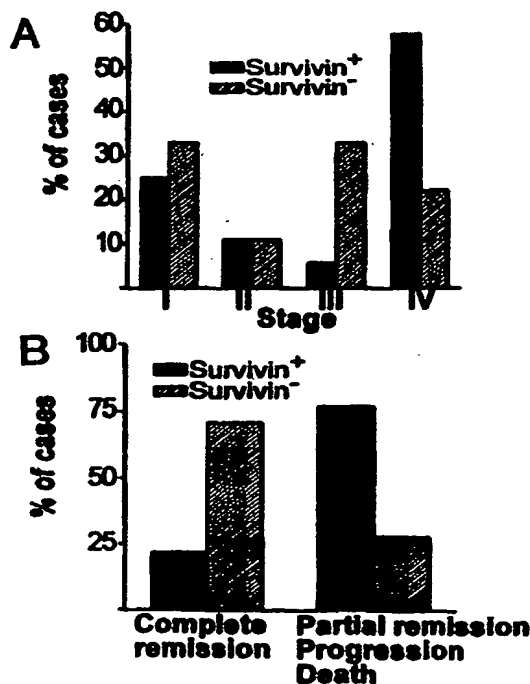 A
60
50
40
30
20
10
% of cases
Survivin+
Survivin-
I II III IV
Stage
B
100
75
50
25
% of cases
Survivin+
Survivin-
Complete remission
Partial remission
Progression
Death